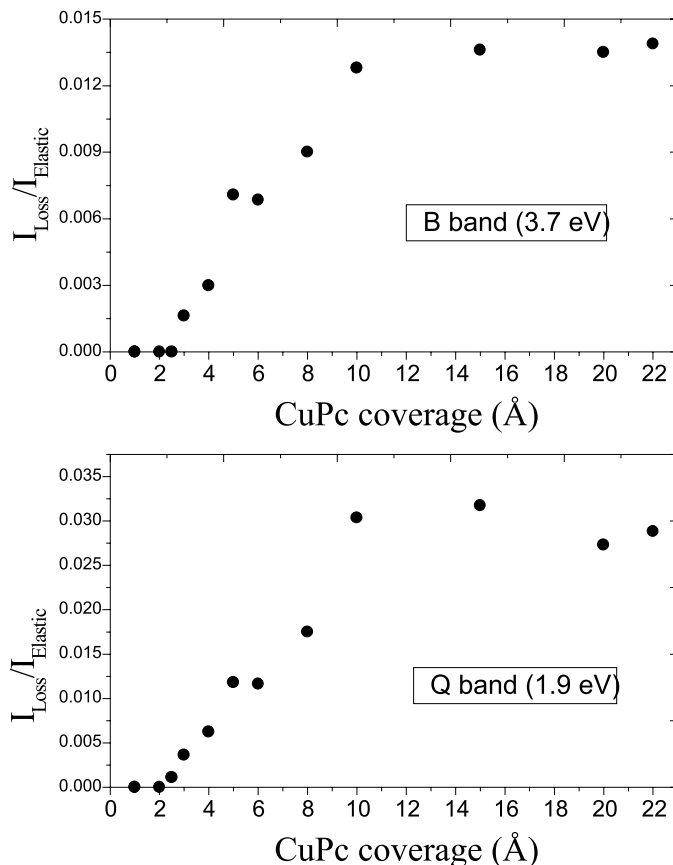 0.015
0.012
0.009
0.006
0.003
0.000
I_Loss/I_Elastic
B band (3.7 eV)
0 2 4 6 8 10 12 14 16 18 20 22
CuPc coverage (Å)
0.035
0.030
0.025
0.020
0.015
0.010
0.005
0.000
I_Loss/I_Elastic
Q band (1.9 eV)
0 2 4 6 8 10 12 14 16 18 20 22
CuPc coverage (Å)